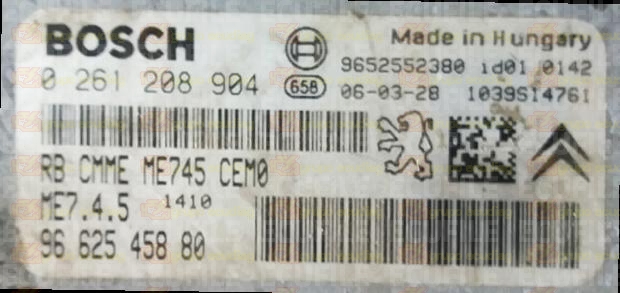 BOSCH
Made in Hungary
9652552380 id01 0142
0 261 208 904
658
06-03-28 1039S14761
RB CMME ME745 CEM0
ME7.4.5 1410
96 625 458 80